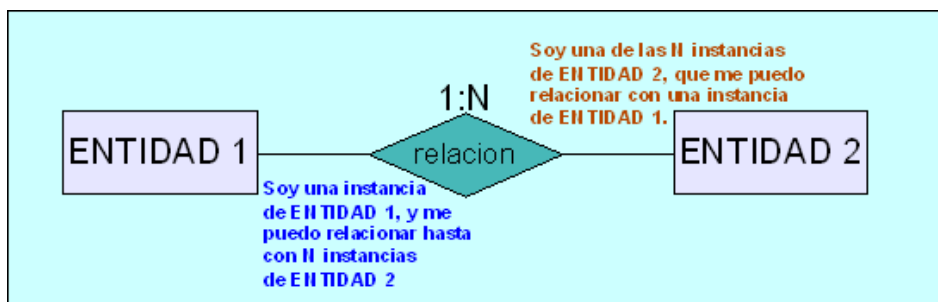 Soy una de las N instancias
de ENTIDAD 2, que me puedo
relacionar con una instancia
de ENTIDAD 1.
1:N
ENTIDAD 1
relacion
ENTIDAD 2
Soy una instancia
de ENTIDAD 1, y me
puedo relacionar hasta
con N instancias
de ENTIDAD 2